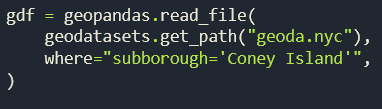 gdf = geopandas.read_file(
    geodatasets.get_path("geoda.nyc"),
    where="subborough='Coney Island'",
)